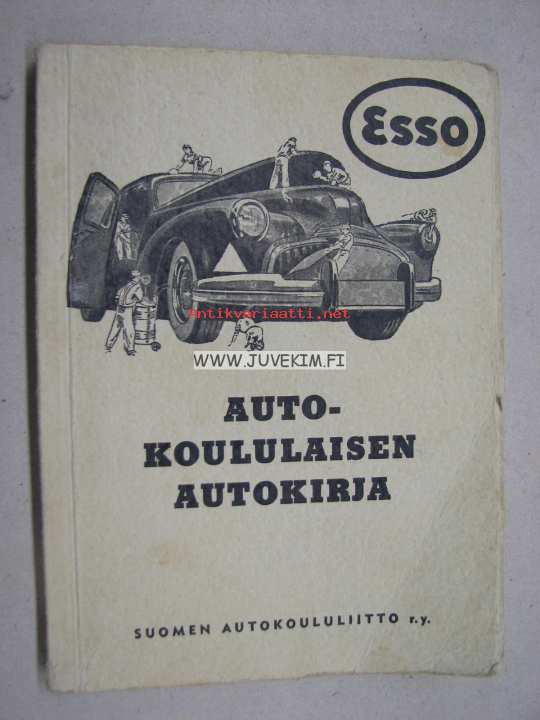 Esso
Antikvariaatti.net
WWW.JUVEKIM.FI
AUTO-
KOULULAISEN
AUTOKIRJA
SUOMEN AUTOKOULULIITTO r.y.